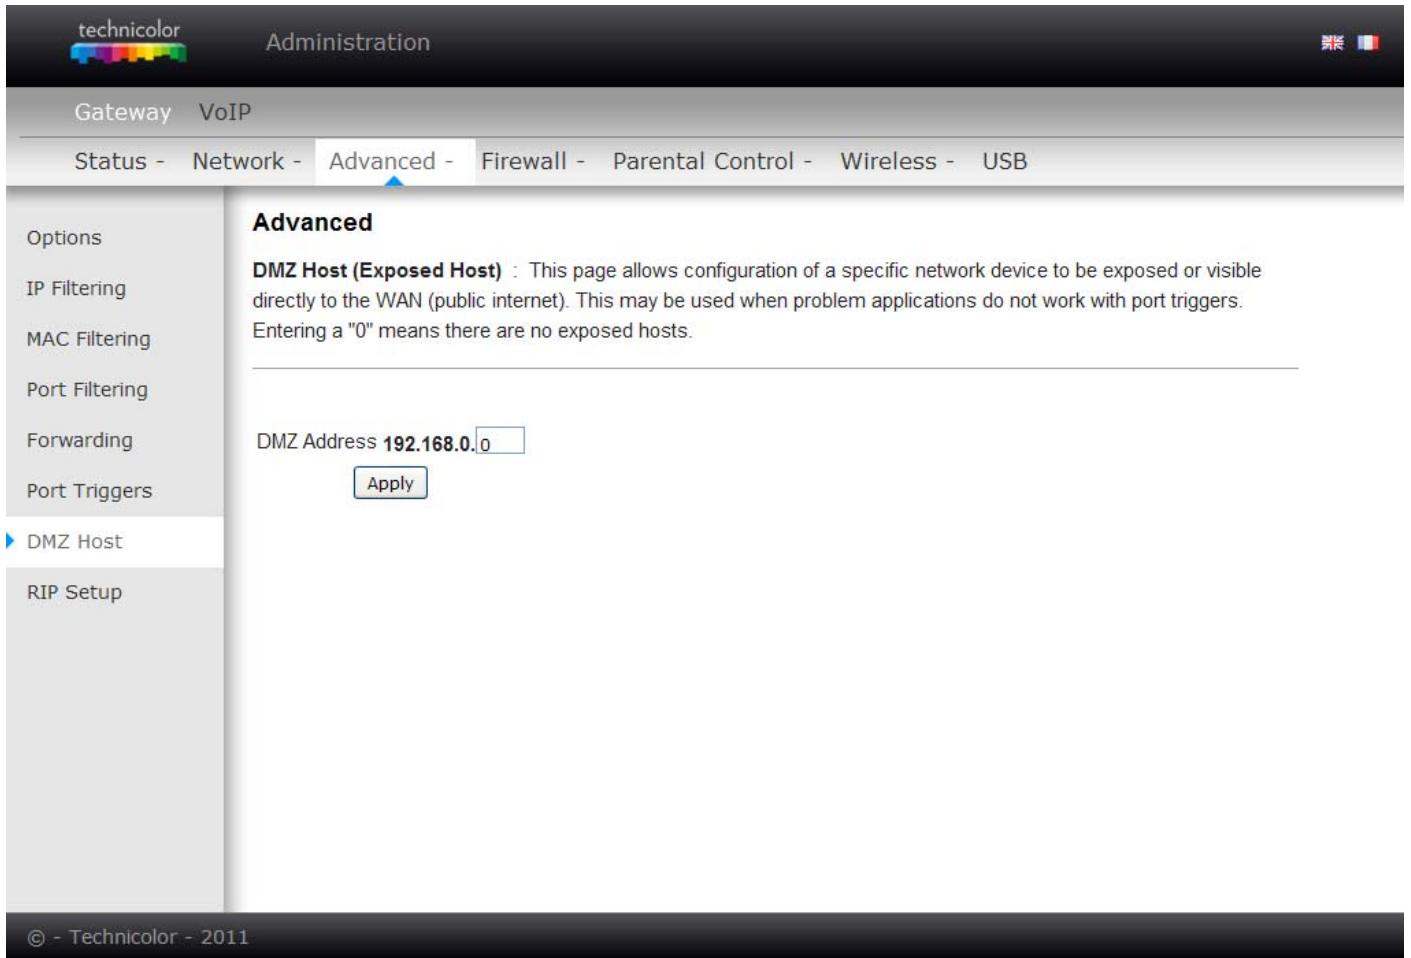 technicolor
Administration
Gateway VoIP
Status - Network - Advanced - Firewall - Parental Control - Wireless - USB
Options
IP Filtering
MAC Filtering
Port Filtering
Forwarding
Port Triggers
DMZ Host
RIP Setup
Advanced
DMZ Host (Exposed Host) : This page allows configuration of a specific network device to be exposed or visible
directly to the WAN (public internet). This may be used when problem applications do not work with port triggers.
Entering a "0" means there are no exposed hosts.
DMZ Address 192.168.0. 0
Apply
© - Technicolor - 2011